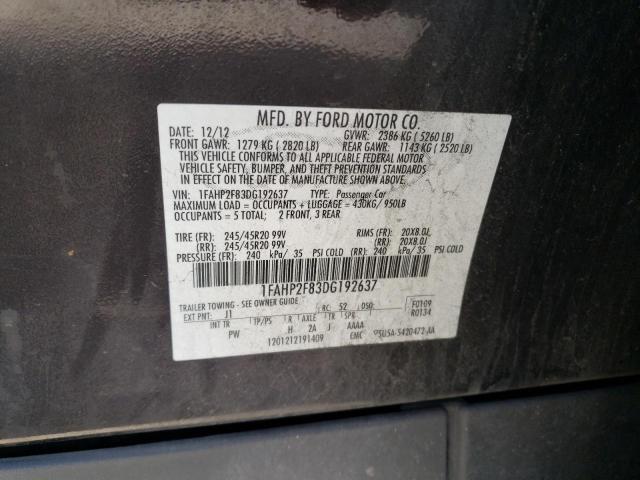 MFD. BY FORD MOTOR CO.
DATE: 12/12 GVWR: 2386 KG ( 5260 LB)
FRONT GAWR: 1279 KG ( 2820 LB) REAR GAWR: 1143 KG ( 2520 LB)
THIS VEHICLE CONFORMS TO ALL APPLICABLE FEDERAL MOTOR
VEHICLE SAFETY, BUMPER, AND THEFT PREVENTION STANDARDS
IN EFFECT ON THE DATE OF MANUFACTURE SHOWN ABOVE.
VIN: 1FAHP2F83DG192637 TYPE: Passenger Car
MAXIMUM LOAD = OCCUPANTS + LUGGAGE = 430KG/ 950LB
OCCUPANTS = 5 TOTAL; 2 FRONT, 3 REAR
TIRE (FR): 245/45R20 99V RIMS (FR): 20X8.0J
(RR): 245/45R20 99V (RR): 20X8.0J
PRESSURE (FR): 240 kPa/ 35 PSI COLD (RR): 240 kPa/ 35 PSI COLD
1FAHP2F83DG192637
TRAILER TOWING - SEE OWNER GUIDE
EXT PNT: J1 RC: 52 DSO: F0109
INT TR TP/PS R AXLE TR SPR R0134
PW H 2A J AAAA
1201212191409 EMC 5U5A-5420472-AA